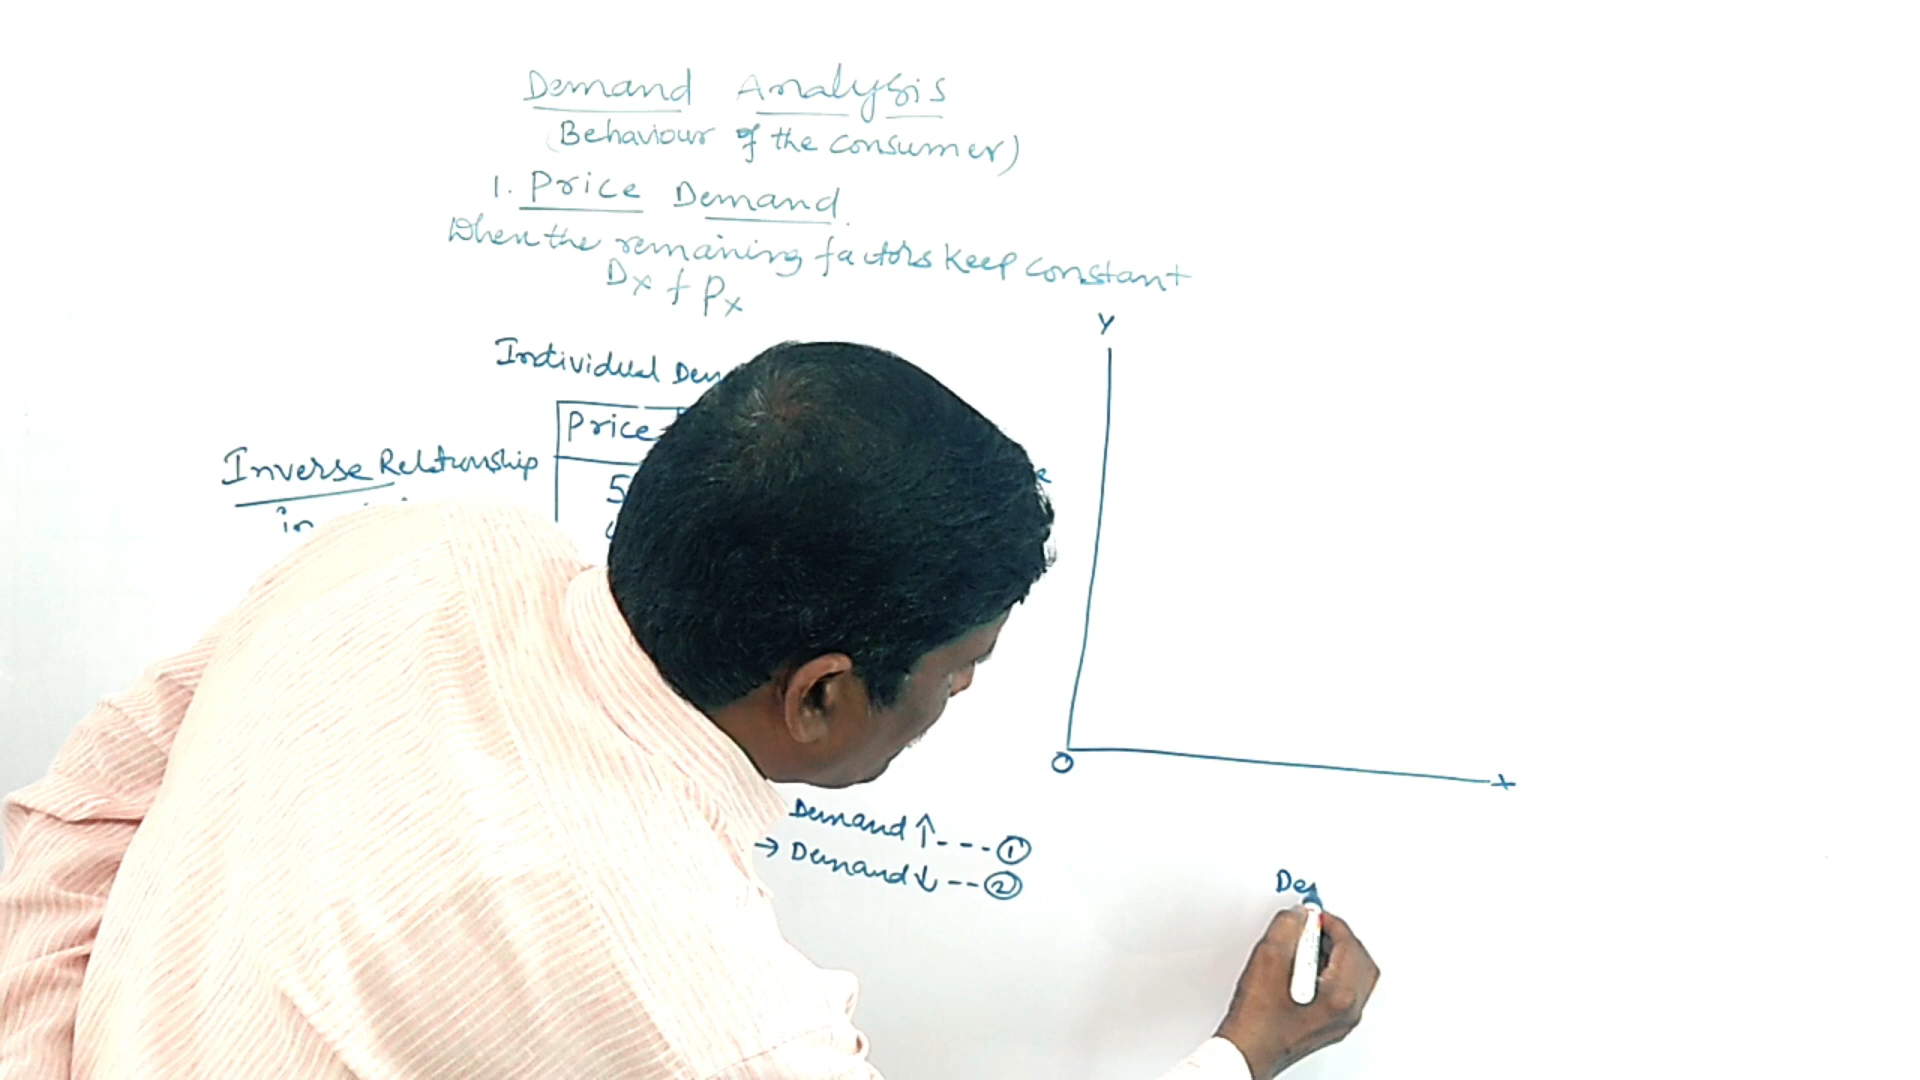 Demand Analysis
(Behaviour of the consumer)
1. Price Demand
When the remaining factors keep constant
Dx f Px
Individual Dem
Price
Inverse Relationship
5
in
Y
O
X
Demand ↑ --- ①
→ Demand ↓ -- ②
De